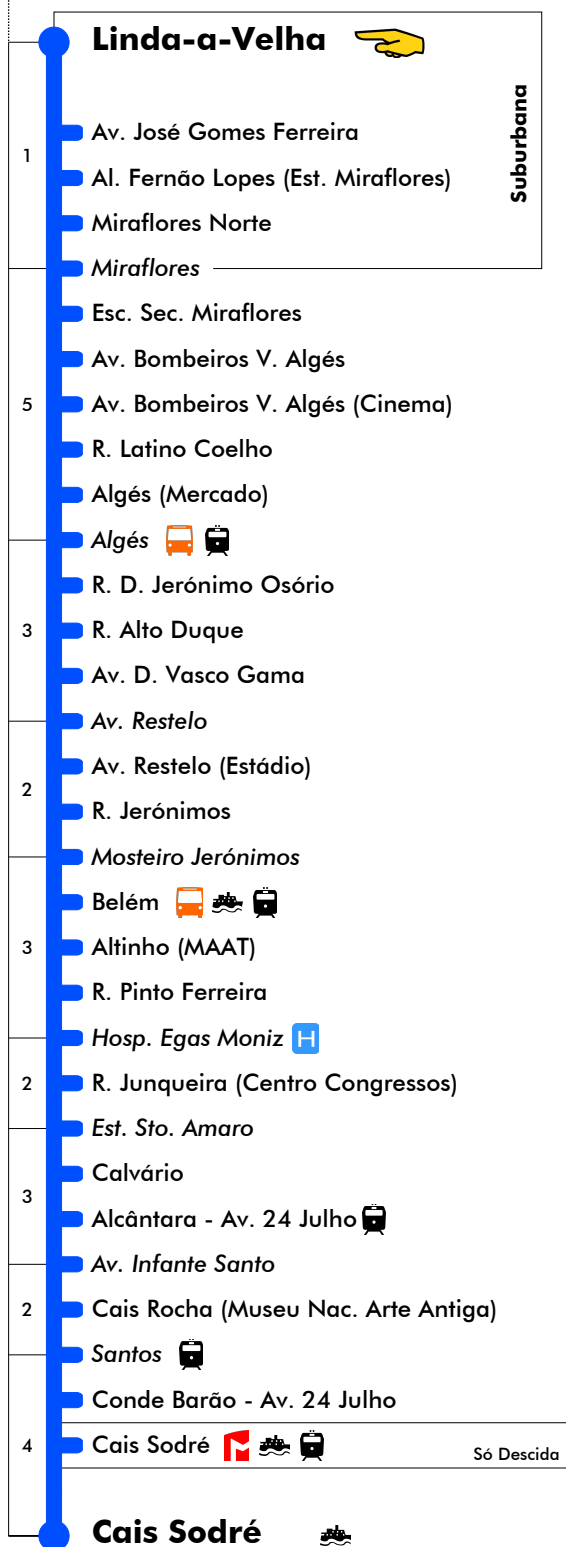 Linda-a-Velha
Suburbana
Av. José Gomes Ferreira
1
Al. Fernão Lopes (Est. Miraflores)
Miraflores Norte
Miraflores
Esc. Sec. Miraflores
Av. Bombeiros V. Algés
5
Av. Bombeiros V. Algés (Cinema)
R. Latino Coelho
Algés (Mercado)
Algés
R. D. Jerónimo Osório
3
R. Alto Duque
Av. D. Vasco Gama
Av. Restelo
Av. Restelo (Estádio)
2
R. Jerónimos
Mosteiro Jerónimos
Belém
3
Altinho (MAAT)
R. Pinto Ferreira
Hosp. Egas Moniz H
2
R. Junqueira (Centro Congressos)
Est. Sto. Amaro
Calvário
3
Alcântara - Av. 24 Julho
Av. Infante Santo
2
Cais Rocha (Museu Nac. Arte Antiga)
Santos
Conde Barão - Av. 24 Julho
4
Cais Sodré
Só Descida
Cais Sodré